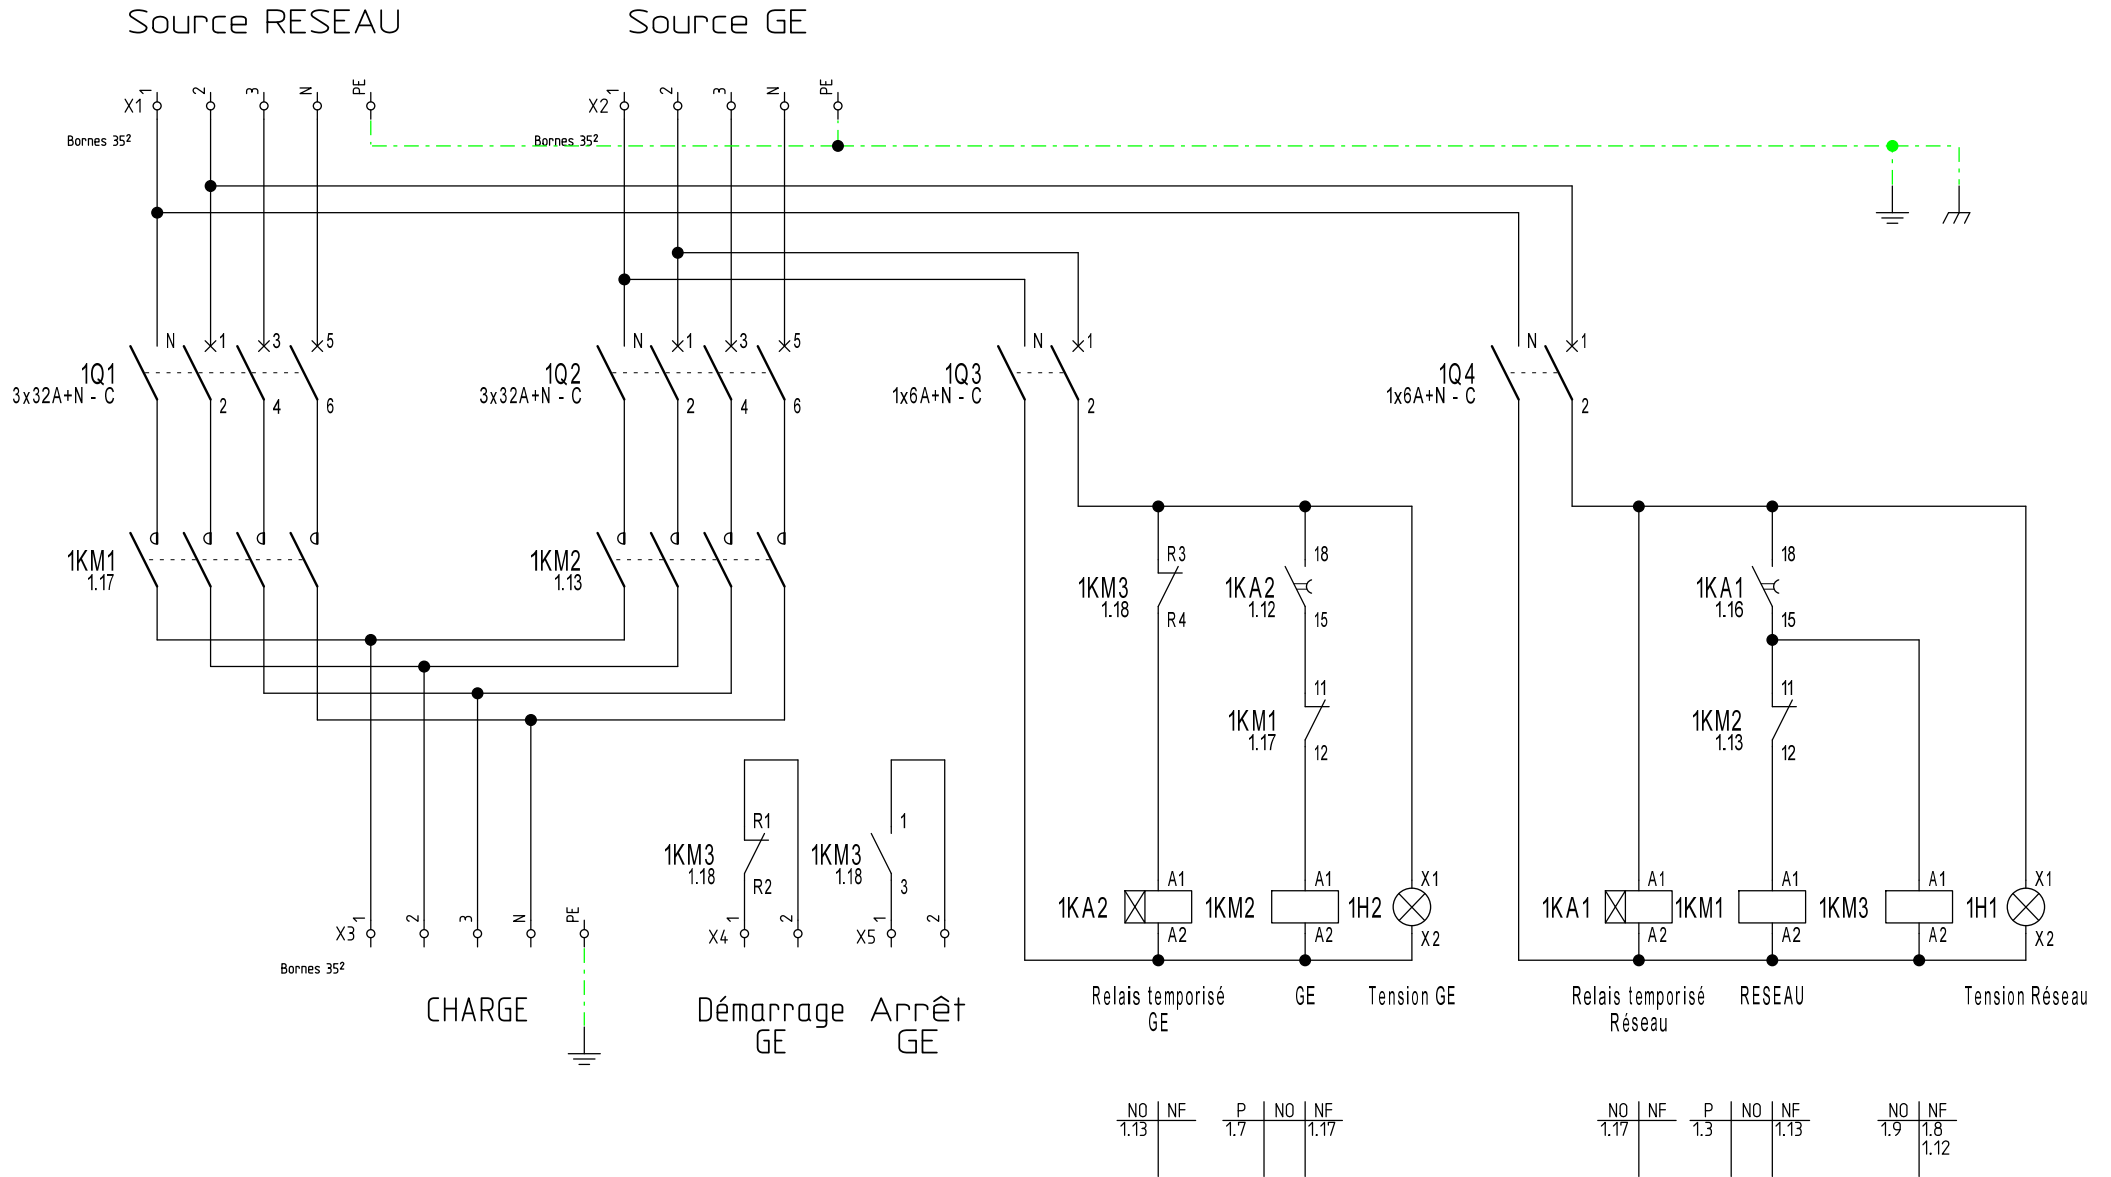 Source RESEAU
Source GE
X1 1 2 3 N PE
X2 1 2 3 N PE
Bornes 35²
Bornes 35²
N 1 3 5
1Q1
3x32A+N - C
2 4 6
N 1 3 5
1Q2
3x32A+N - C
2 4 6
N 1
1Q3
1x6A+N - C
2
N 1
1Q4
1x6A+N - C
2
1KM1
1.17
1KM2
1.13
R3
1KM3
1.18
R4
18
1KA2
1.12
15
18
1KA1
1.16
15
11
1KM1
1.17
12
11
1KM2
1.13
12
R1
1KM3
1.18
R2
1
1KM3
1.18
3
X3 1 2 3 N PE
Bornes 35²
X4 1 2
X5 1 2
A1
1KA2
A2
A1
1KM2
A2
X1
1H2
X2
A1
1KA1
A2
A1
1KM1
A2
A1
1KM3
A2
X1
1H1
X2
CHARGE
Démarrage
GE
Arrêt
GE
Relais temporisé
GE
GE
Tension GE
Relais temporisé
Réseau
RESEAU
Tension Réseau
NO NF
1.13
P NO NF
1.7 1.17
NO NF
1.17
P NO NF
1.3 1.13
NO NF
1.9 1.8
1.12